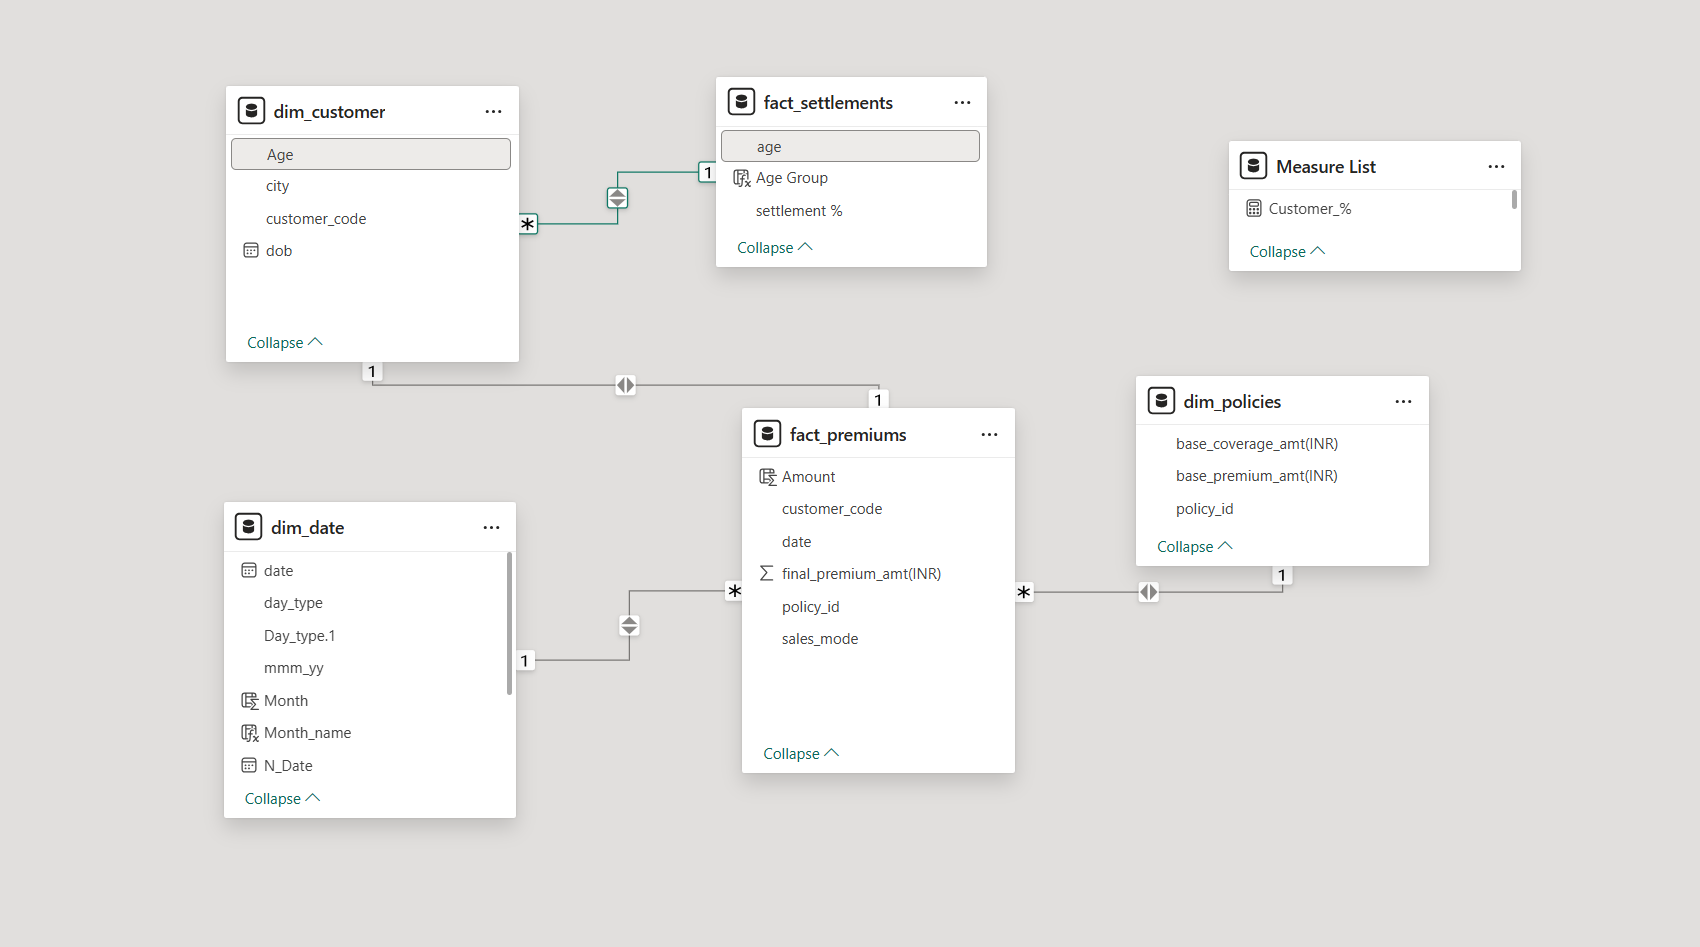 dim_customer
Age
city
customer_code
dob
Collapse
fact_settlements
age
Age Group
settlement %
Collapse
Measure List
Customer_%
Collapse
*
1
1
1
fact_premiums
Amount
customer_code
date
final_premium_amt(INR)
policy_id
sales_mode
Collapse
dim_policies
base_coverage_amt(INR)
base_premium_amt(INR)
policy_id
Collapse
dim_date
date
day_type
Day_type.1
mmm_yy
Month
Month_name
N_Date
Collapse
1
*
*
1